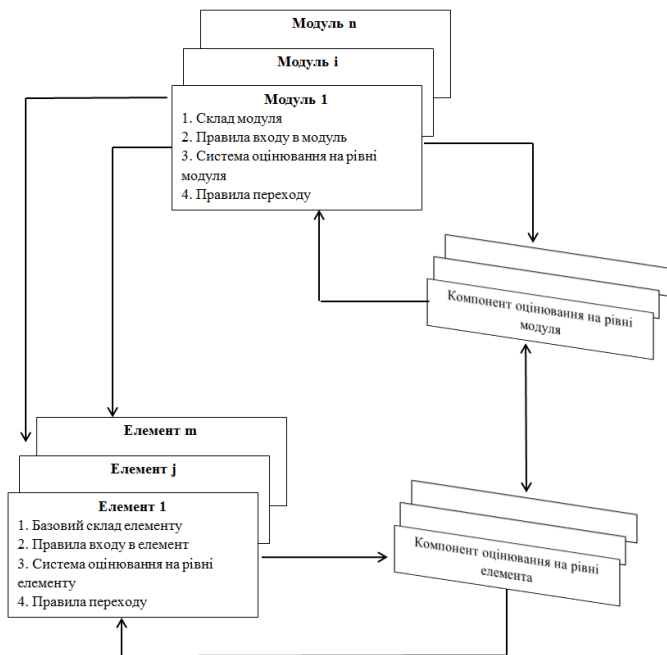 Модуль n
Модуль i
Модуль 1
1. Склад модуля
2. Правила входу в модуль
3. Система оцінювання на рівні
модуля
4. Правила переходу
Компонент оцінювання на рівні
модуля
Елемент m
Елемент j
Елемент 1
1. Базовий склад елементу
2. Правила входу в елемент
3. Система оцінювання на рівні
елементу
4. Правила переходу
Компонент оцінювання на рівні
елемента